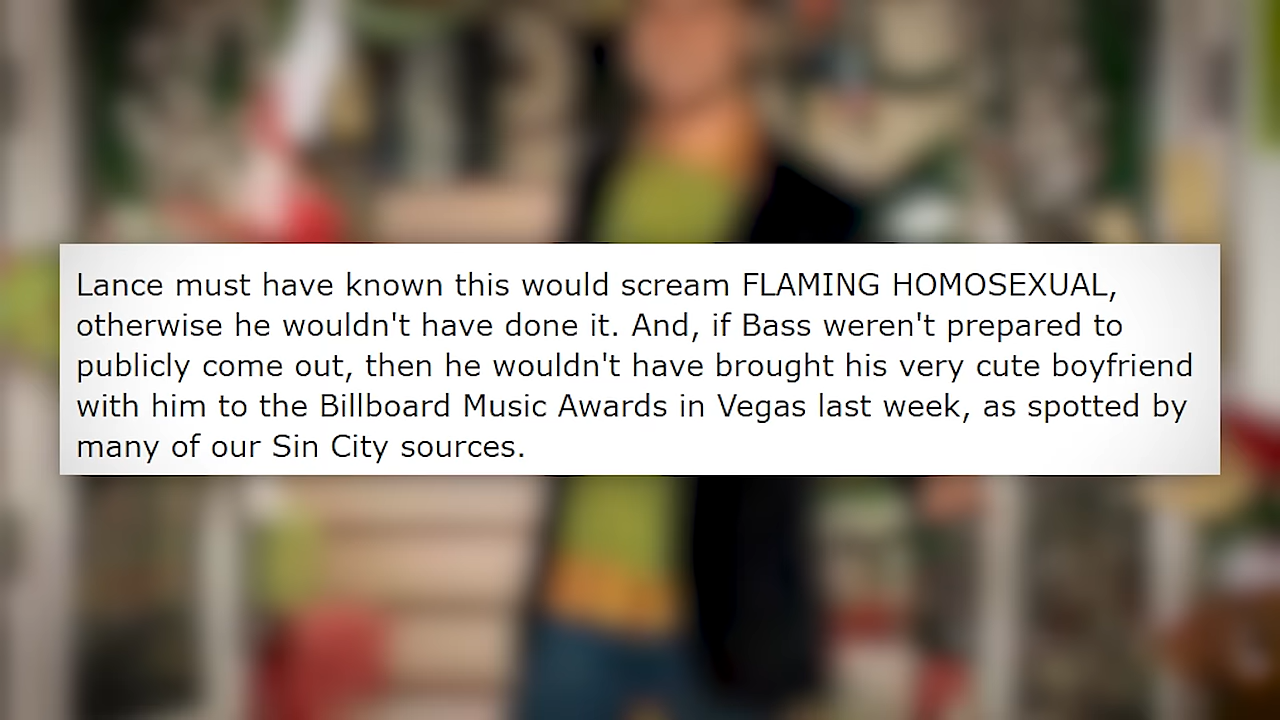 Lance must have known this would scream FLAMING HOMOSEXUAL,
otherwise he wouldn't have done it. And, if Bass weren't prepared to
publicly come out, then he wouldn't have brought his very cute boyfriend
with him to the Billboard Music Awards in Vegas last week, as spotted by
many of our Sin City sources.